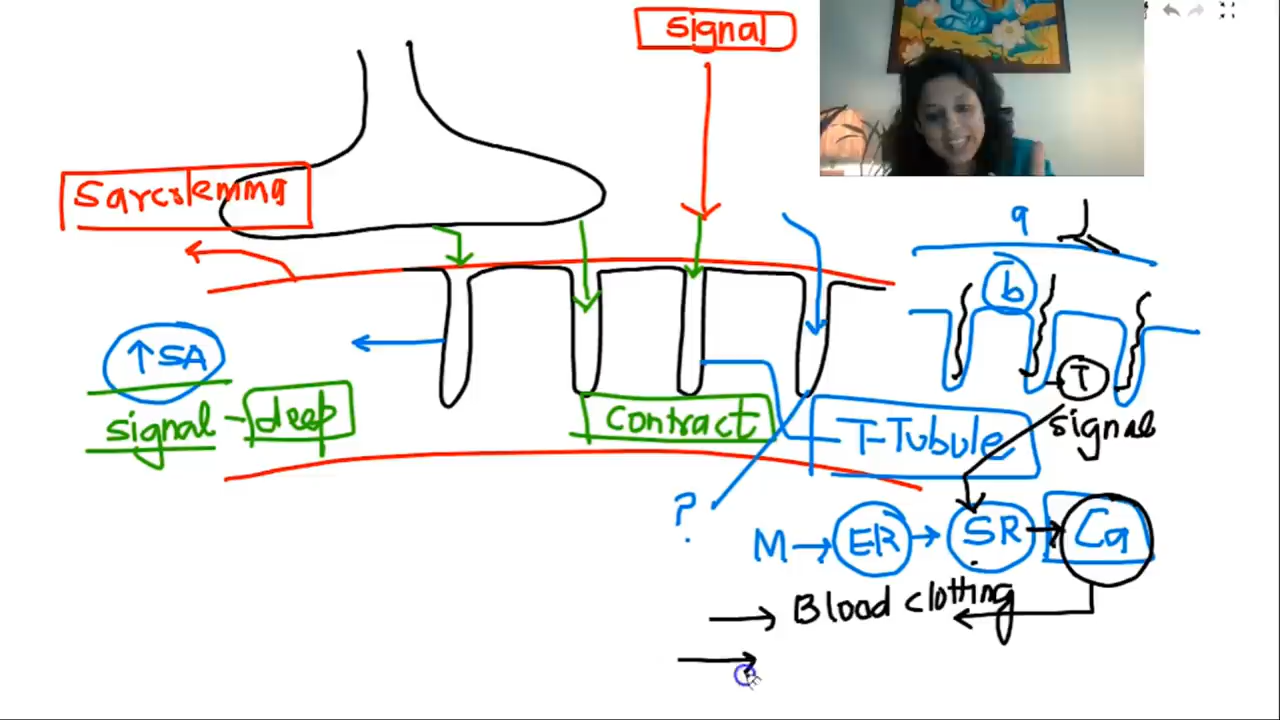 Signal
Sarcolemma
a
b
↑SA
T
signal - deep
contract
T-Tubule
signal
?
M → ER → SR → Ca
→ Blood clotting
→